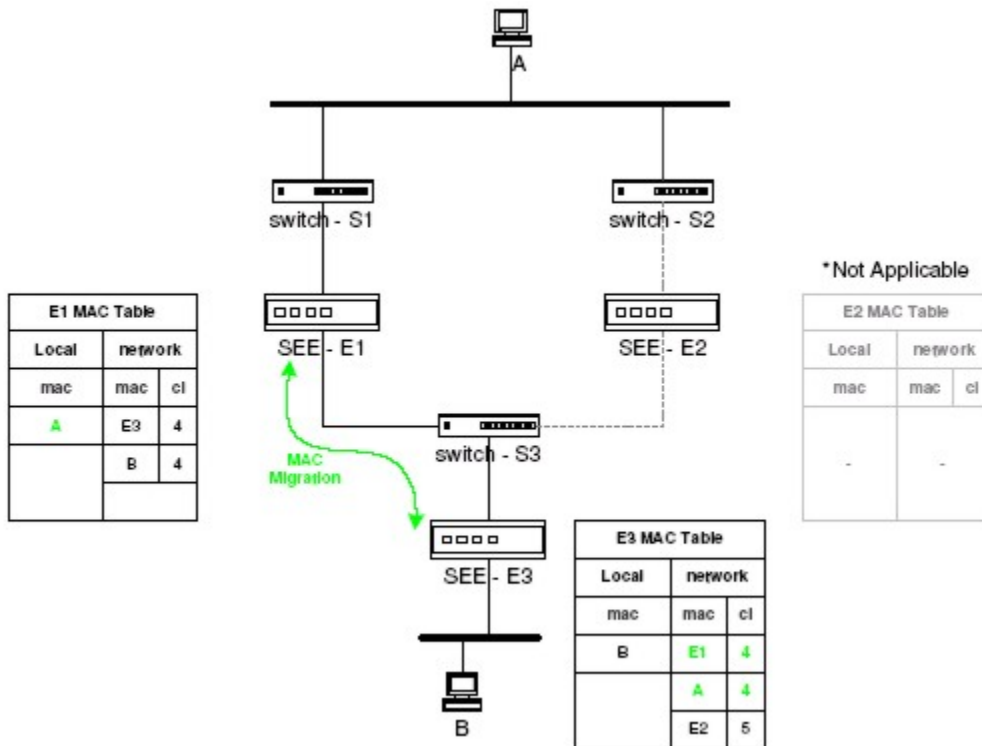 A
switch - S1
switch - S2
*Not Applicable
E1 MAC Table
Local network
mac mac cl
A E3 4
B 4
SEE - E1
SEE - E2
E2 MAC Table
Local network
mac mac cl
- -
switch - S3
MAC
Migration
SEE - E3
E3 MAC Table
Local network
mac mac cl
B E1 4
A 4
E2 5
B